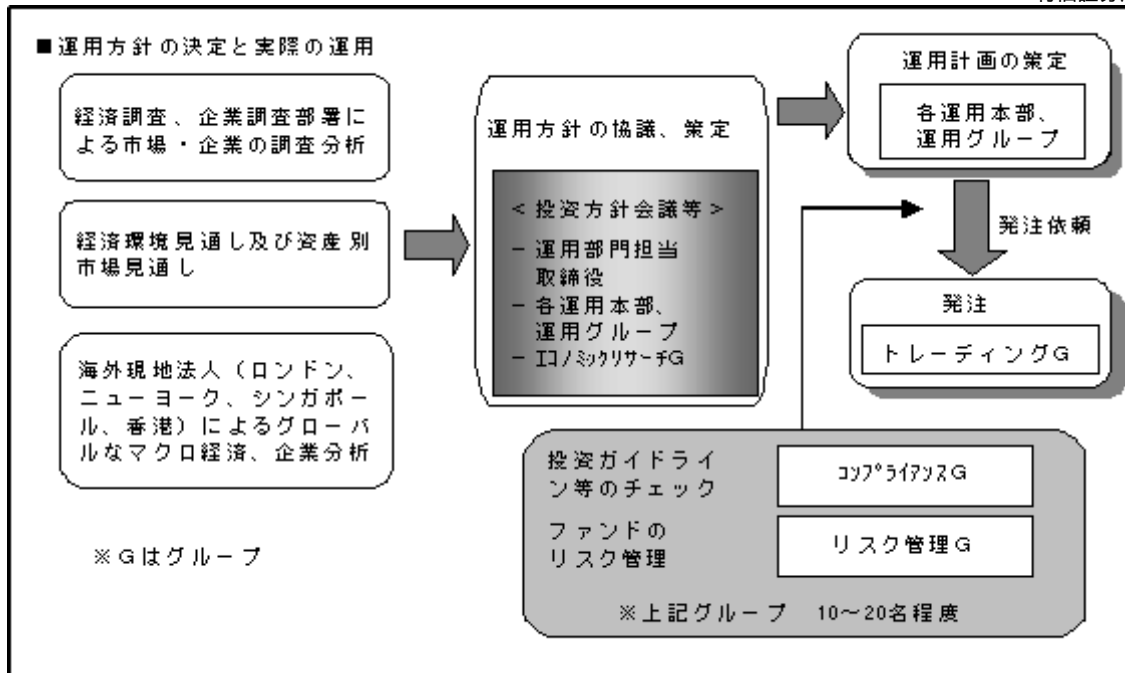 ■運用方針の決定と実際の運用
経済調査、企業調査部署に
よる市場・企業の調査分析
経済環境見通し及び資産別
市場見通し
海外現地法人（ロンドン、
ニューヨーク、シンガポー
ル、香港）によるグローバ
ルなマクロ経済、企業分析
※Gはグループ
運用方針の協議、策定
＜投資方針会議等＞
－運用部門担当
取締役
－各運用本部、
運用グループ
－ｴｺﾉﾐｯｸﾘｻｰﾁG
運用計画の策定
各運用本部、
運用グループ
発注依頼
発注
トレーディングG
投資ガイドライ
ン等のチェック
ｺﾝﾌﾟﾗｲｱﾝｽG
ファンドの
リスク管理
リスク管理G
※上記グループ　10～20名程度